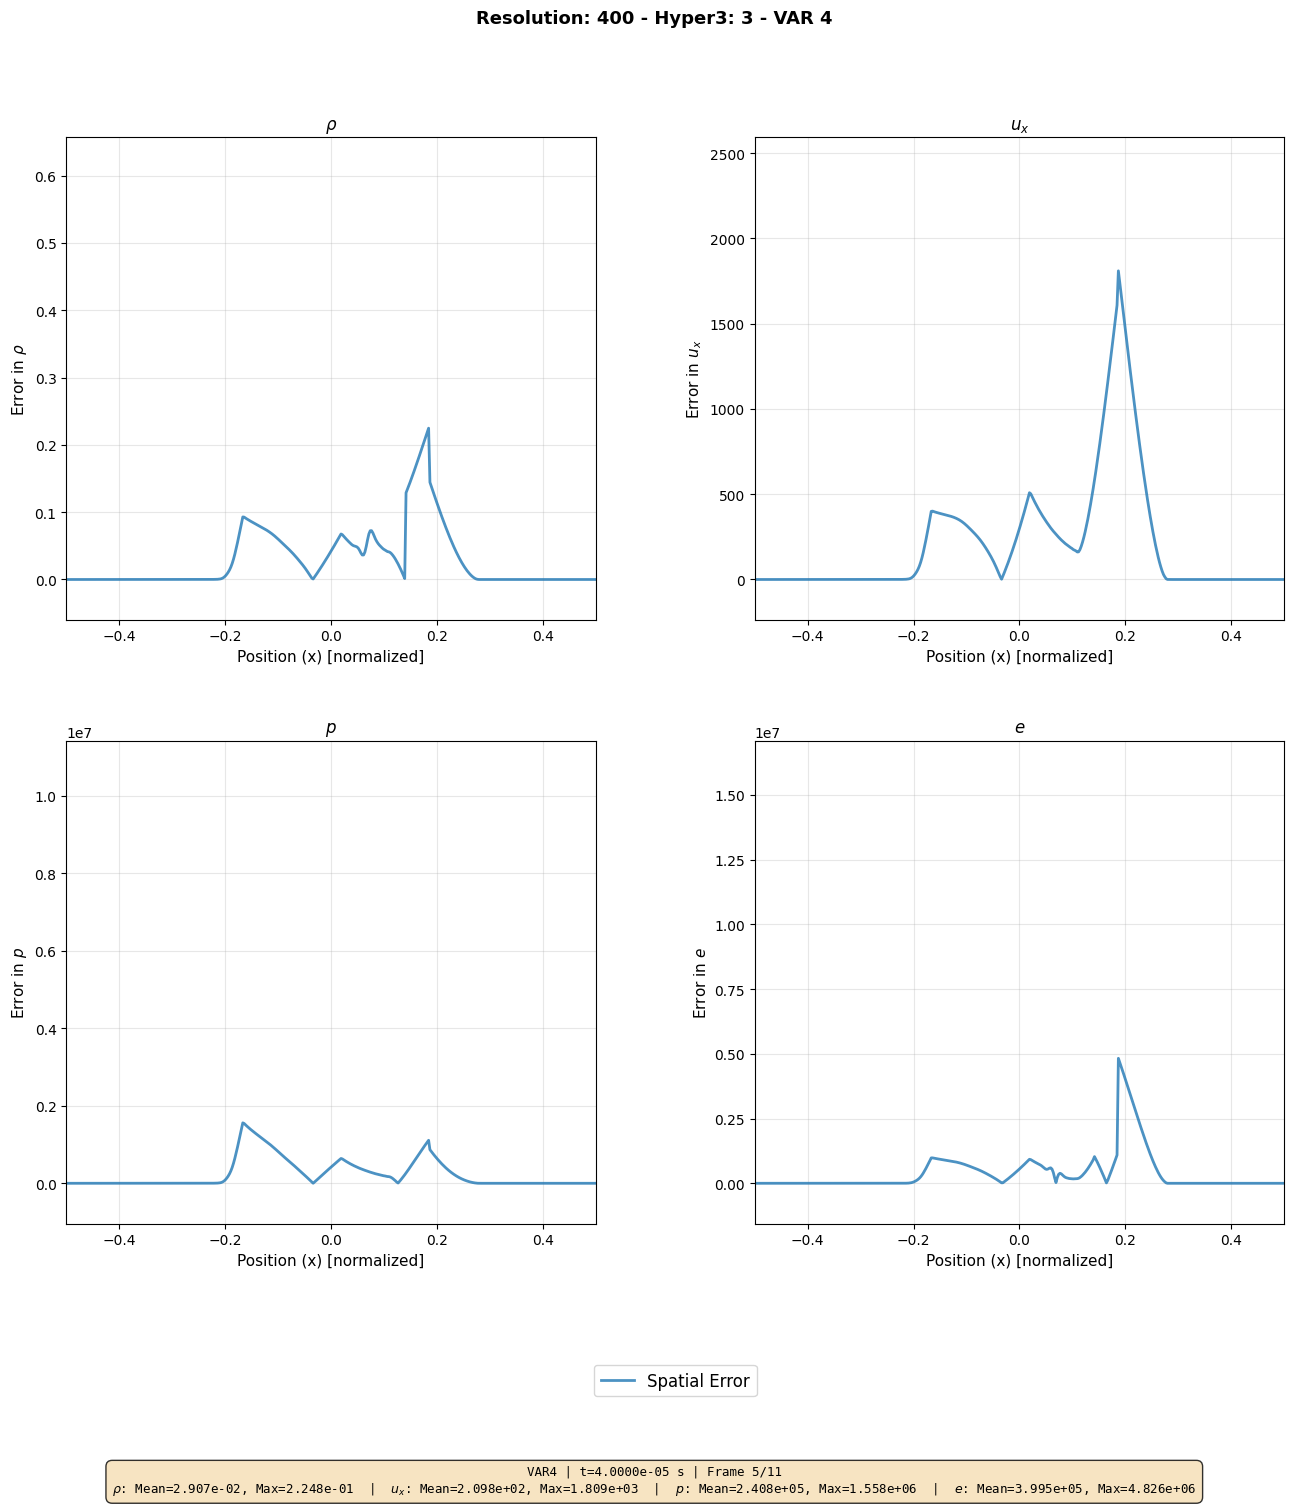 Resolution: 400 - Hyper3: 3 - VAR 4
ρ
Error in ρ
0.6
0.5
0.4
0.3
0.2
0.1
0.0
−0.4 −0.2 0.0 0.2 0.4
Position (x) [normalized]
u_x
Error in u_x
2500
2000
1500
1000
500
0
−0.4 −0.2 0.0 0.2 0.4
Position (x) [normalized]
p
1e7
Error in p
1.0
0.8
0.6
0.4
0.2
0.0
−0.4 −0.2 0.0 0.2 0.4
Position (x) [normalized]
e
1e7
Error in e
1.50
1.25
1.00
0.75
0.50
0.25
0.00
−0.4 −0.2 0.0 0.2 0.4
Position (x) [normalized]
Spatial Error
VAR4 | t=4.0000e-05 s | Frame 5/11
ρ: Mean=2.907e-02, Max=2.248e-01 | u_x: Mean=2.098e+02, Max=1.809e+03 | p: Mean=2.408e+05, Max=1.558e+06 | e: Mean=3.995e+05, Max=4.826e+06